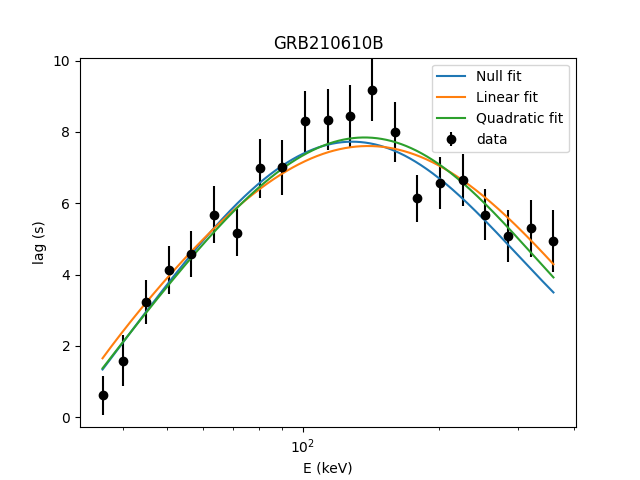 GRB210610B
10
8
6
4
2
0
lag (s)
Null fit
Linear fit
Quadratic fit
data
10²
E (keV)